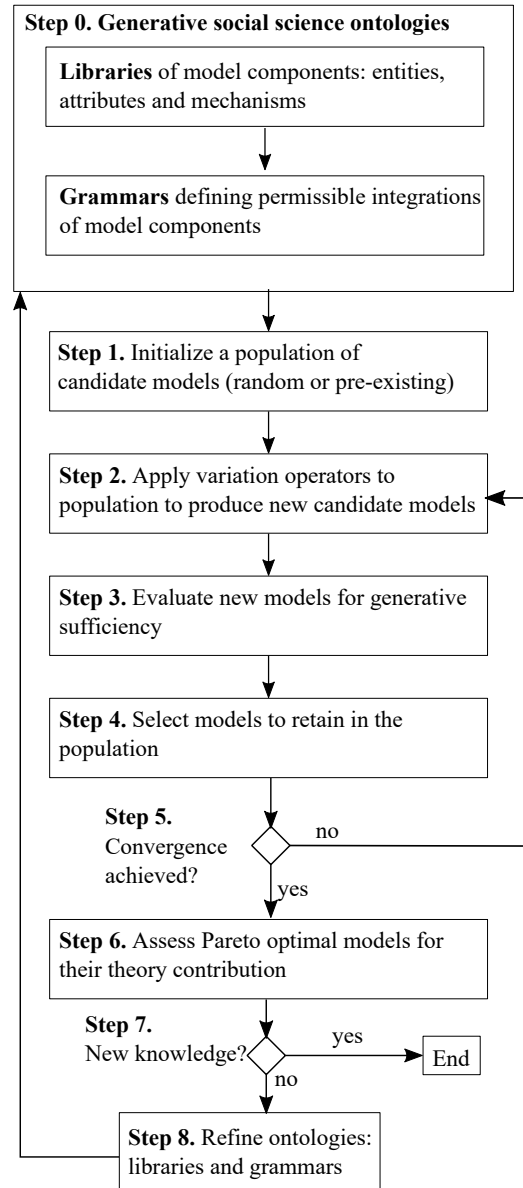 Step 0. Generative social science ontologies
Libraries of model components: entities,
attributes and mechanisms
Grammars defining permissible integrations
of model components
Step 1. Initialize a population of
candidate models (random or pre-existing)
Step 2. Apply variation operators to
population to produce new candidate models
Step 3. Evaluate new models for generative
sufficiency
Step 4. Select models to retain in the
population
Step 5.
Convergence
achieved?
no
yes
Step 6. Assess Pareto optimal models for
their theory contribution
Step 7.
New knowledge?
yes
End
no
Step 8. Refine ontologies:
libraries and grammars